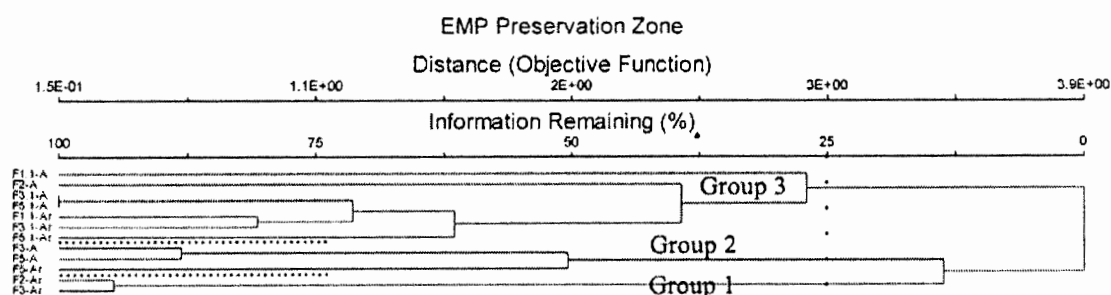 EMP Preservation Zone
Distance (Objective Function)
1.5E-01 1.1E+00 2E+00 3E+00 3.9E+00
Information Remaining (%)
100 75 50 25 0
F1.1-A
F2-A
F3.1-A
F5.1-A
F1.1-Ar
F3.1-Ar
F5.1-Ar
F3-A
F5-A
F5-Ar
F2-Ar
F3-Ar
Group 3
Group 2
Group 1